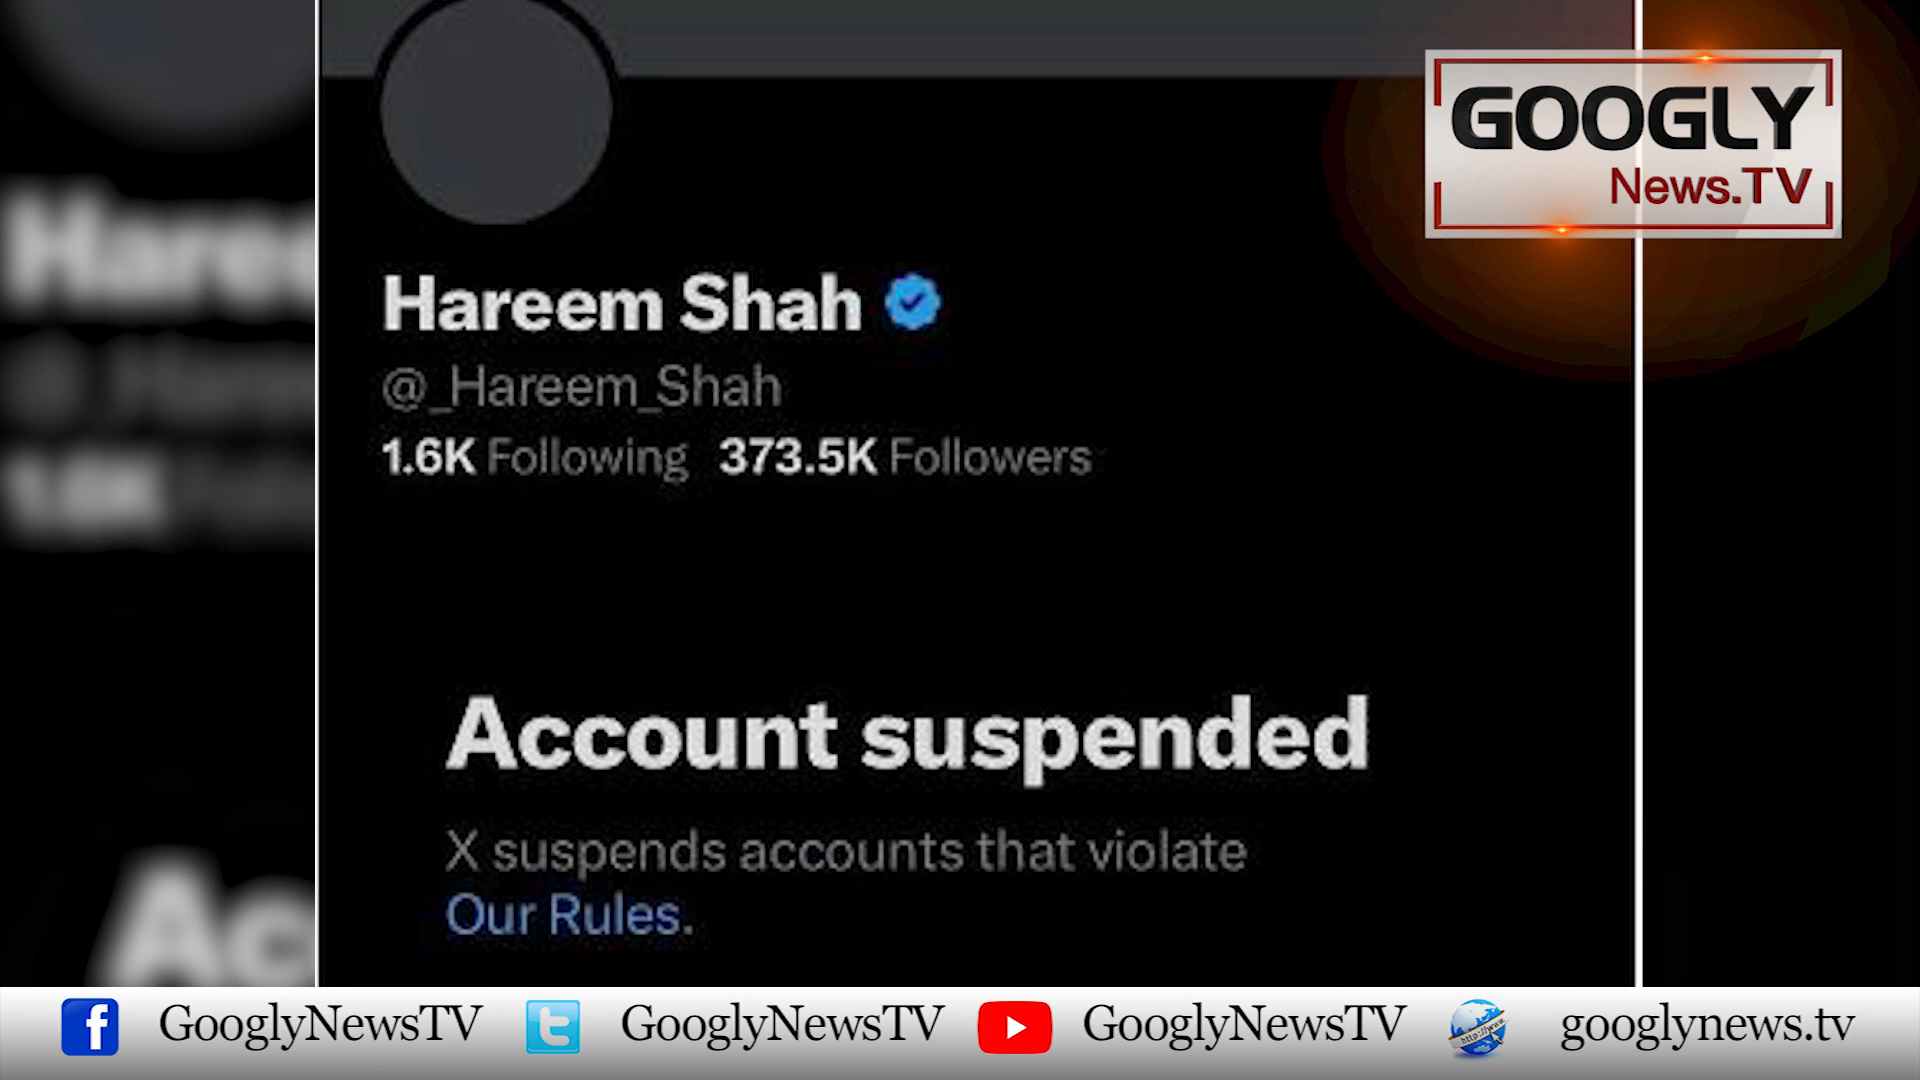 GOOGLY
News.TV
Hareem Shah
@_Hareem_Shah
1.6K Following 373.5K Followers
Account suspended
X suspends accounts that violate
Our Rules.
GooglyNewsTV GooglyNewsTV GooglyNewsTV googlynews.tv